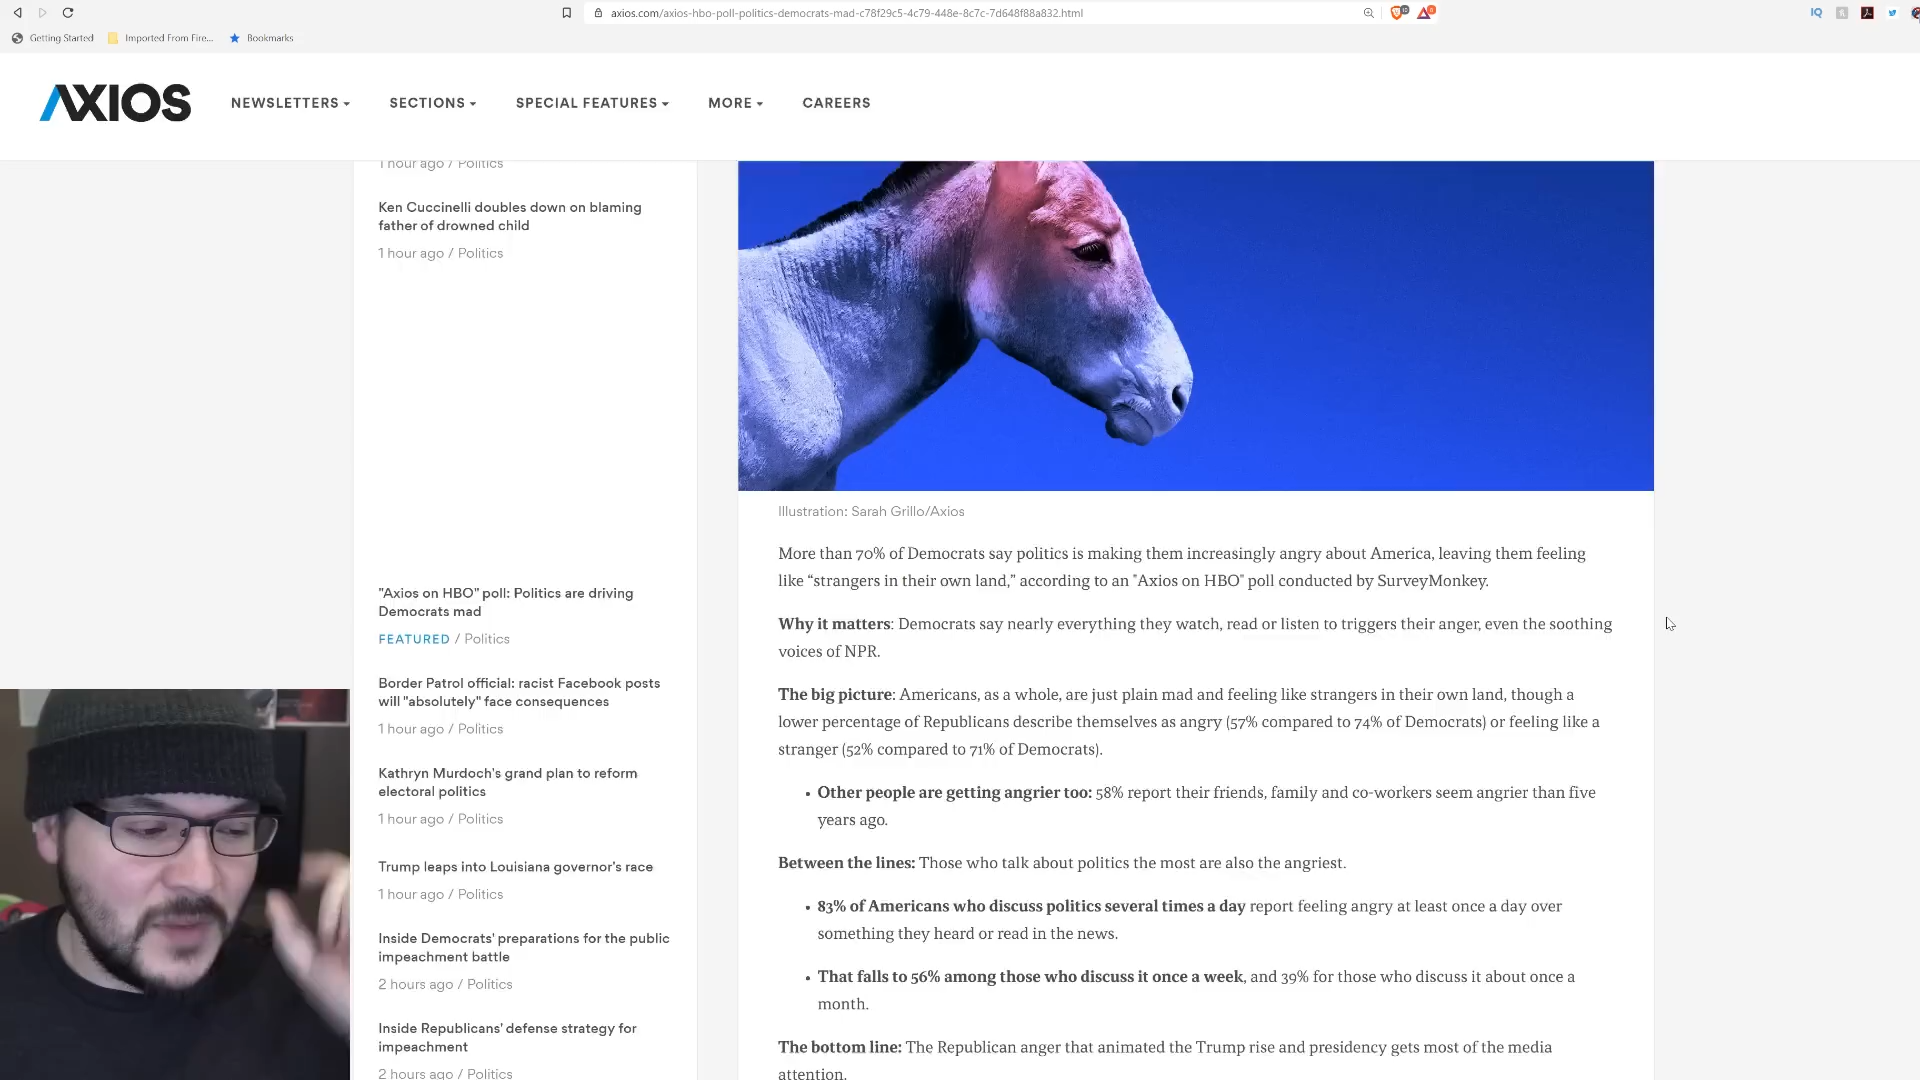 axios.com/axios-hbo-poll-politics-democrats-mad-c78f29c5-4c79-448e-8c7c-7d648f88a832.html
Getting Started
Imported From Fire...
Bookmarks
AXIOS
NEWSLETTERS
SECTIONS
SPECIAL FEATURES
MORE
CAREERS
1 hour ago / Politics
Ken Cuccinelli doubles down on blaming
father of drowned child
1 hour ago / Politics
"Axios on HBO" poll: Politics are driving
Democrats mad
FEATURED / Politics
Border Patrol official: racist Facebook posts
will "absolutely" face consequences
1 hour ago / Politics
Kathryn Murdoch's grand plan to reform
electoral politics
1 hour ago / Politics
Trump leaps into Louisiana governor's race
1 hour ago / Politics
Inside Democrats' preparations for the public
impeachment battle
2 hours ago / Politics
Inside Republicans' defense strategy for
impeachment
2 hours ago / Politics
Illustration: Sarah Grillo/Axios
More than 70% of Democrats say politics is making them increasingly angry about America, leaving them feeling
like “strangers in their own land,” according to an "Axios on HBO" poll conducted by SurveyMonkey.
Why it matters: Democrats say nearly everything they watch, read or listen to triggers their anger, even the soothing
voices of NPR.
The big picture: Americans, as a whole, are just plain mad and feeling like strangers in their own land, though a
lower percentage of Republicans describe themselves as angry (57% compared to 74% of Democrats) or feeling like a
stranger (52% compared to 71% of Democrats).
• Other people are getting angrier too: 58% report their friends, family and co-workers seem angrier than five
years ago.
Between the lines: Those who talk about politics the most are also the angriest.
• 83% of Americans who discuss politics several times a day report feeling angry at least once a day over
something they heard or read in the news.
• That falls to 56% among those who discuss it once a week, and 39% for those who discuss it about once a
month.
The bottom line: The Republican anger that animated the Trump rise and presidency gets most of the media
attention.